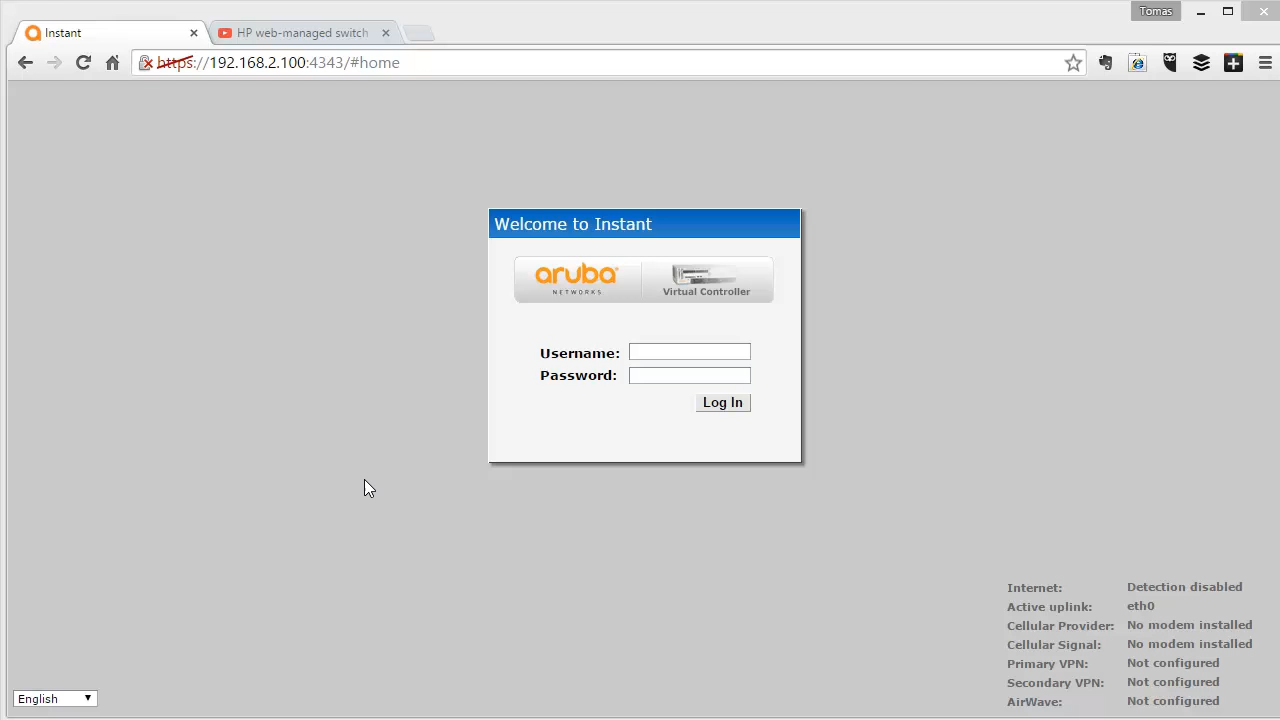 Tomas
Instant
HP web-managed switch
https://192.168.2.100:4343/#home
Welcome to Instant
aruba
NETWORKS
Virtual Controller
Username:
Password:
Log In
Internet: Detection disabled
Active uplink: eth0
Cellular Provider: No modem installed
Cellular Signal: No modem installed
Primary VPN: Not configured
Secondary VPN: Not configured
AirWave: Not configured
English